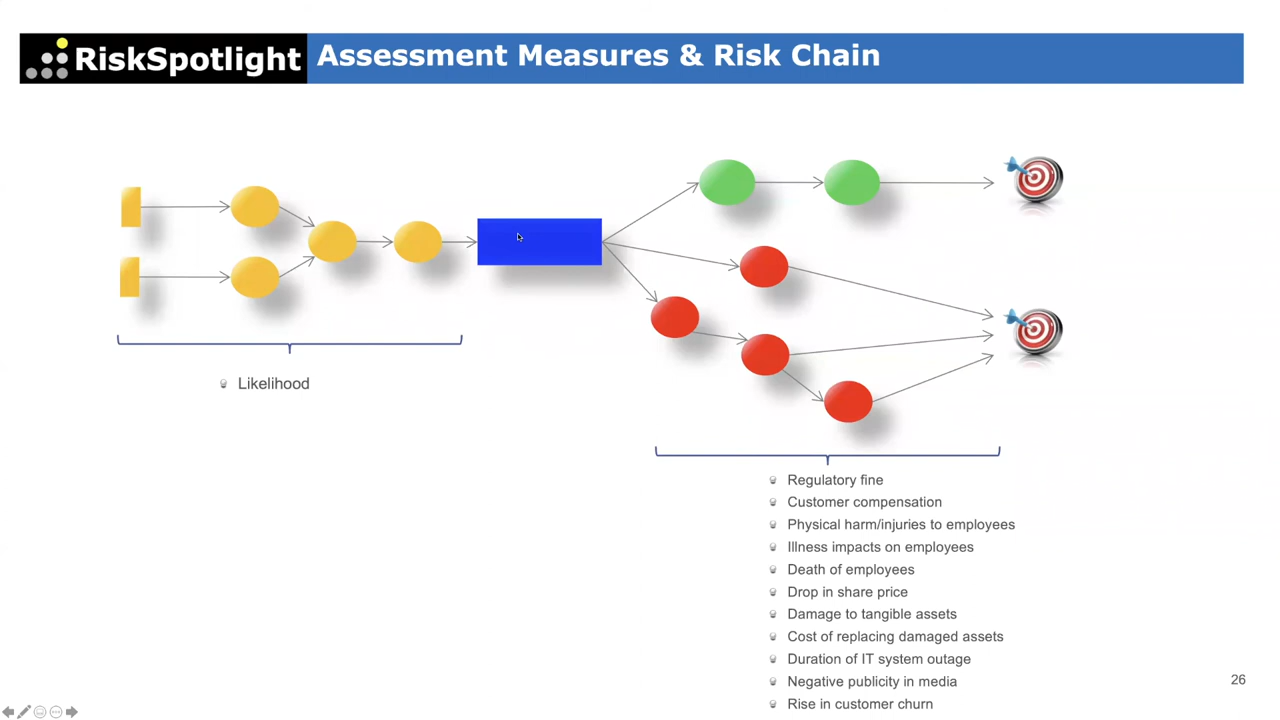 RiskSpotlight
Assessment Measures & Risk Chain
Likelihood
Regulatory fine
Customer compensation
Physical harm/injuries to employees
Illness impacts on employees
Death of employees
Drop in share price
Damage to tangible assets
Cost of replacing damaged assets
Duration of IT system outage
Negative publicity in media
Rise in customer churn
26